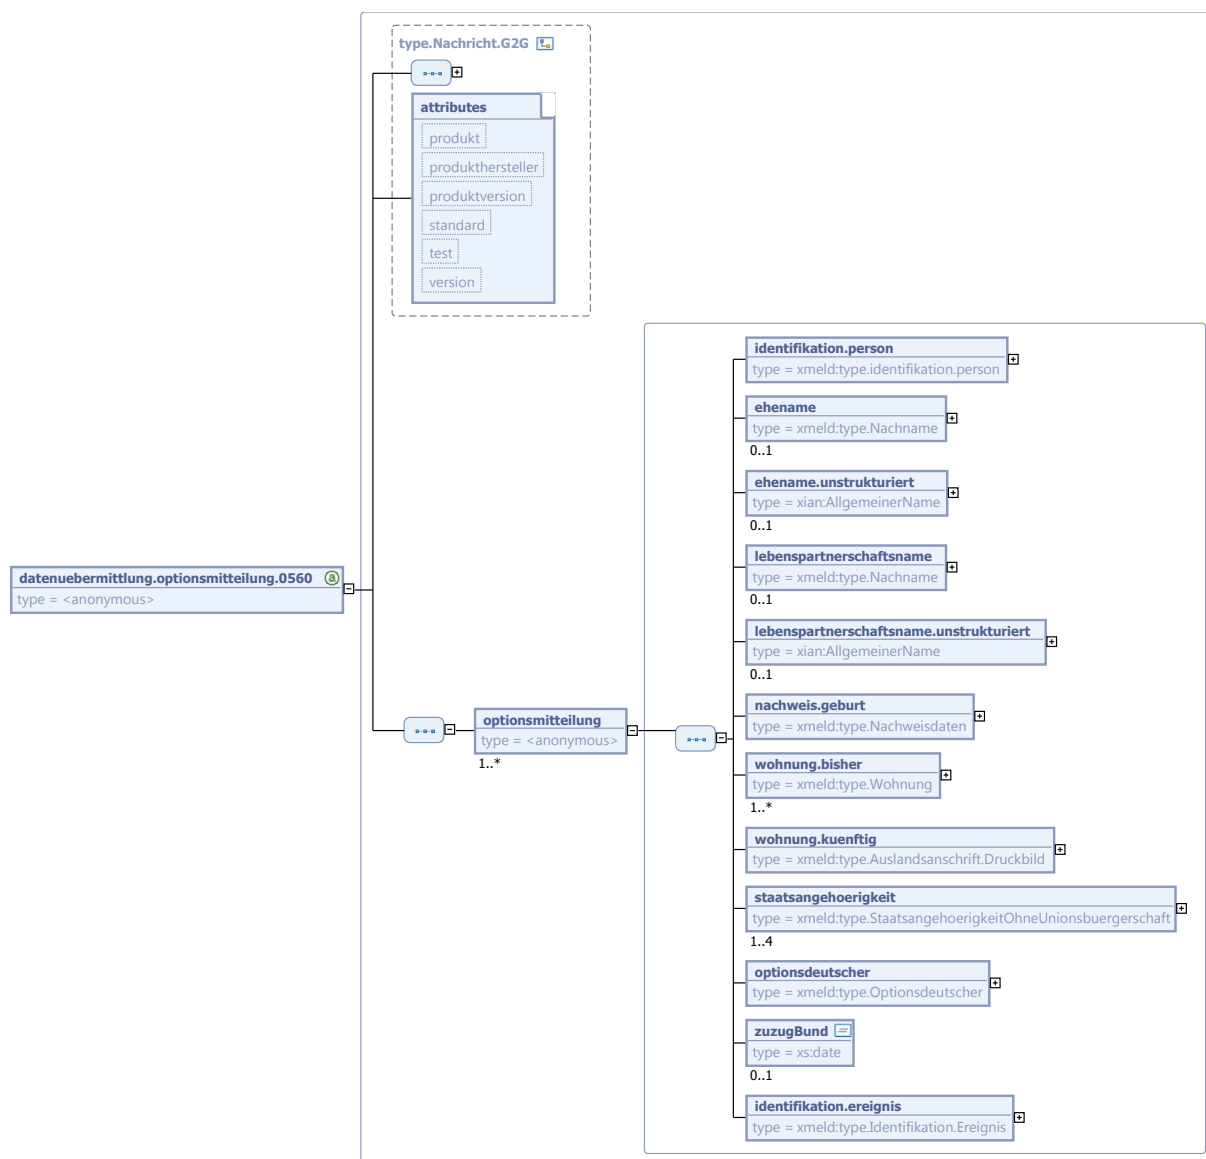 type.Nachricht.G2G
attributes
produkt
produkthersteller
produktversion
standard
test
version
identifikation.person
type = xmeld:type.identifikation.person
ehename
type = xmeld:type.Nachname
0..1
ehename.unstrukturiert
type = xian:AllgemeinerName
0..1
lebenspartnerschaftsname
type = xmeld:type.Nachname
0..1
datenuebermittlung.optionsmitteilung.0560 a
type = <anonymous>
lebenspartnerschaftsname.unstrukturiert
type = xian:AllgemeinerName
0..1
optionsmitteilung
type = <anonymous>
1..*
nachweis.geburt
type = xmeld:type.Nachweisdaten
wohnung.bisher
type = xmeld:type.Wohnung
1..*
wohnung.kuenftig
type = xmeld:type.Auslandsanschrift.Druckbild
staatsangehoerigkeit
type = xmeld:type.StaatsangehoerigkeitOhneUnionsbuergerschaft
1..4
optionsdeutscher
type = xmeld:type.Optionsdeutscher
zuzugBund
type = xs:date
0..1
identifikation.ereignis
type = xmeld:type.Identifikation.Ereignis